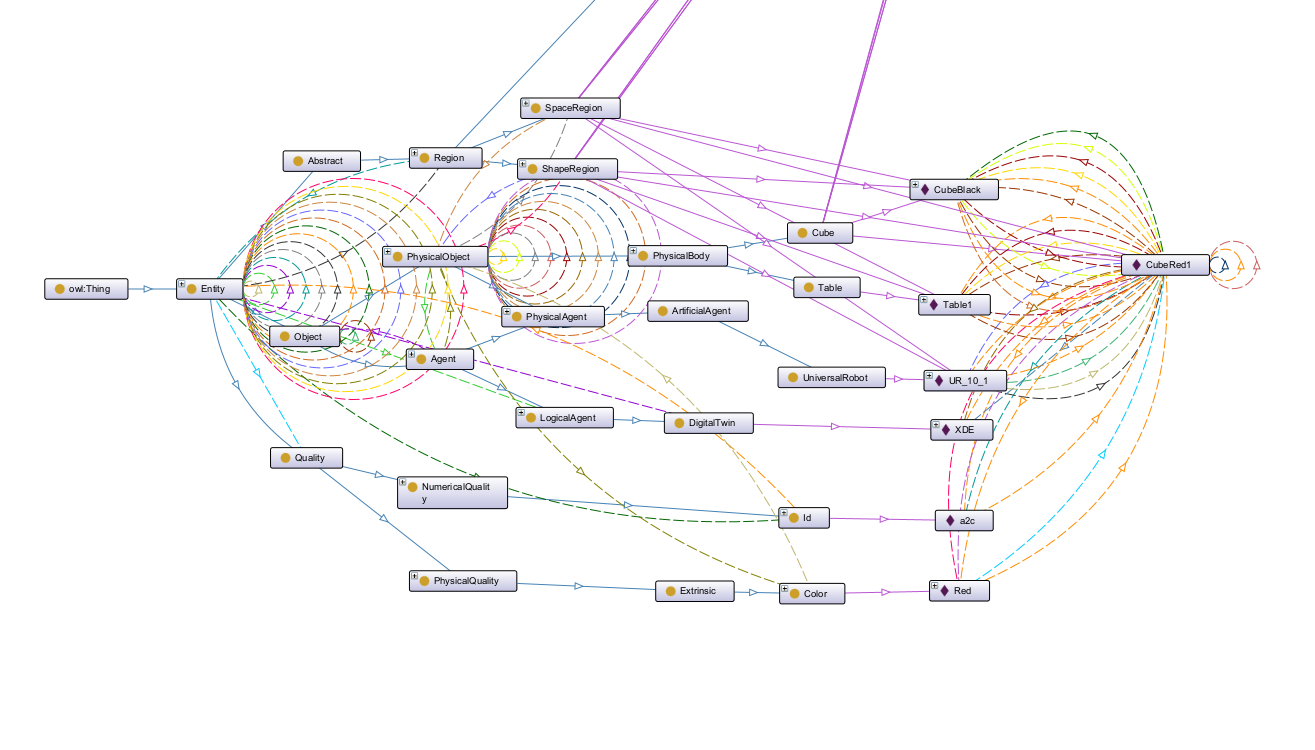 SpaceRegion
Abstract
Region
ShapeRegion
CubeBlack
Cube
PhysicalObject
PhysicalBody
CubeRed1
owl:Thing
Entity
Table
Table1
PhysicalAgent
ArtificialAgent
Object
Agent
UniversalRobot
UR_10_1
LogicalAgent
DigitalTwin
XDE
Quality
NumericalQualit
y
Id
a2c
PhysicalQuality
Extrinsic
Color
Red